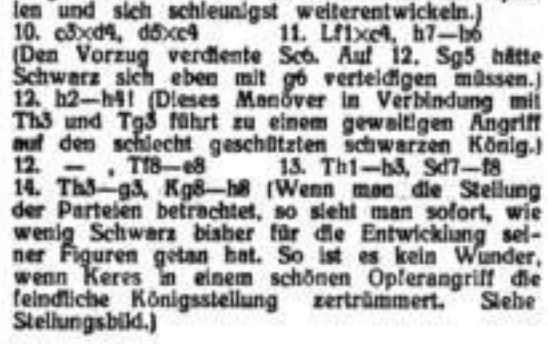 len und sich schleunigst weiterentwickeln.)
10. c3×d4, d5×c4 11. Lf1×c4, h7—h6
(Den Vorzug verdiente Sc6. Auf 12. Sg5 hätte
Schwarz sich eben mit g6 verteidigen müssen.)
12. h2—h4! (Dieses Manöver in Verbindung mit
Th3 und Tg3 führt zu einem gewaltigen Angriff
auf den schlecht geschützten schwarzen König.)
12. — , Tf8—e8 13. Th1—h3, Sd7—f8
14. Th3—g3, Kg8—h8 (Wenn man die Stellung
der Parteien betrachtet, so sieht man sofort, wie
wenig Schwarz bisher für die Entwicklung sei-
ner Figuren getan hat. So ist es kein Wunder,
wenn Keres in einem schönen Opferangriff die
feindliche Königsstellung zertrümmert. Siehe
Stellungsbild.)